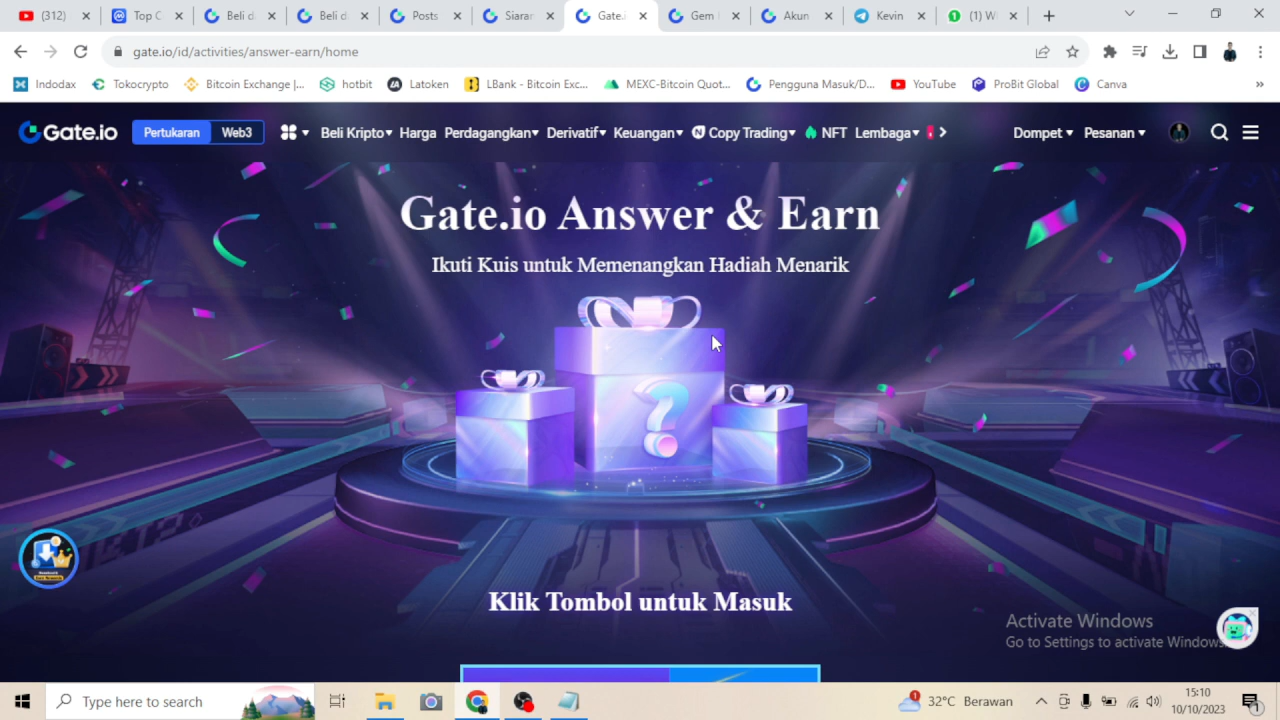 (312)
Top C
Beli d
Beli d
Posts
Siaran
Gate.i
Gem
Akun
Kevin
(1) W
gate.io/id/activities/answer-earn/home
Indodax
Tokocrypto
Bitcoin Exchange |...
hotbit
Latoken
LBank - Bitcoin Exc...
MEXC-Bitcoin Quot...
Pengguna Masuk/D...
YouTube
ProBit Global
Canva
»
Gate.io
Pertukaran
Web3
Beli Kripto
Harga
Perdagangan
Derivatif
Keuangan
Copy Trading
NFT
Lembaga
Dompet
Pesanan
Gate.io Answer & Earn
Ikuti Kuis untuk Memenangkan Hadiah Menarik
?
Klik Tombol untuk Masuk
Activate Windows
Go to Settings to activate Windows.
Type here to search
1
32°C Berawan
15:10
10/10/2023
1